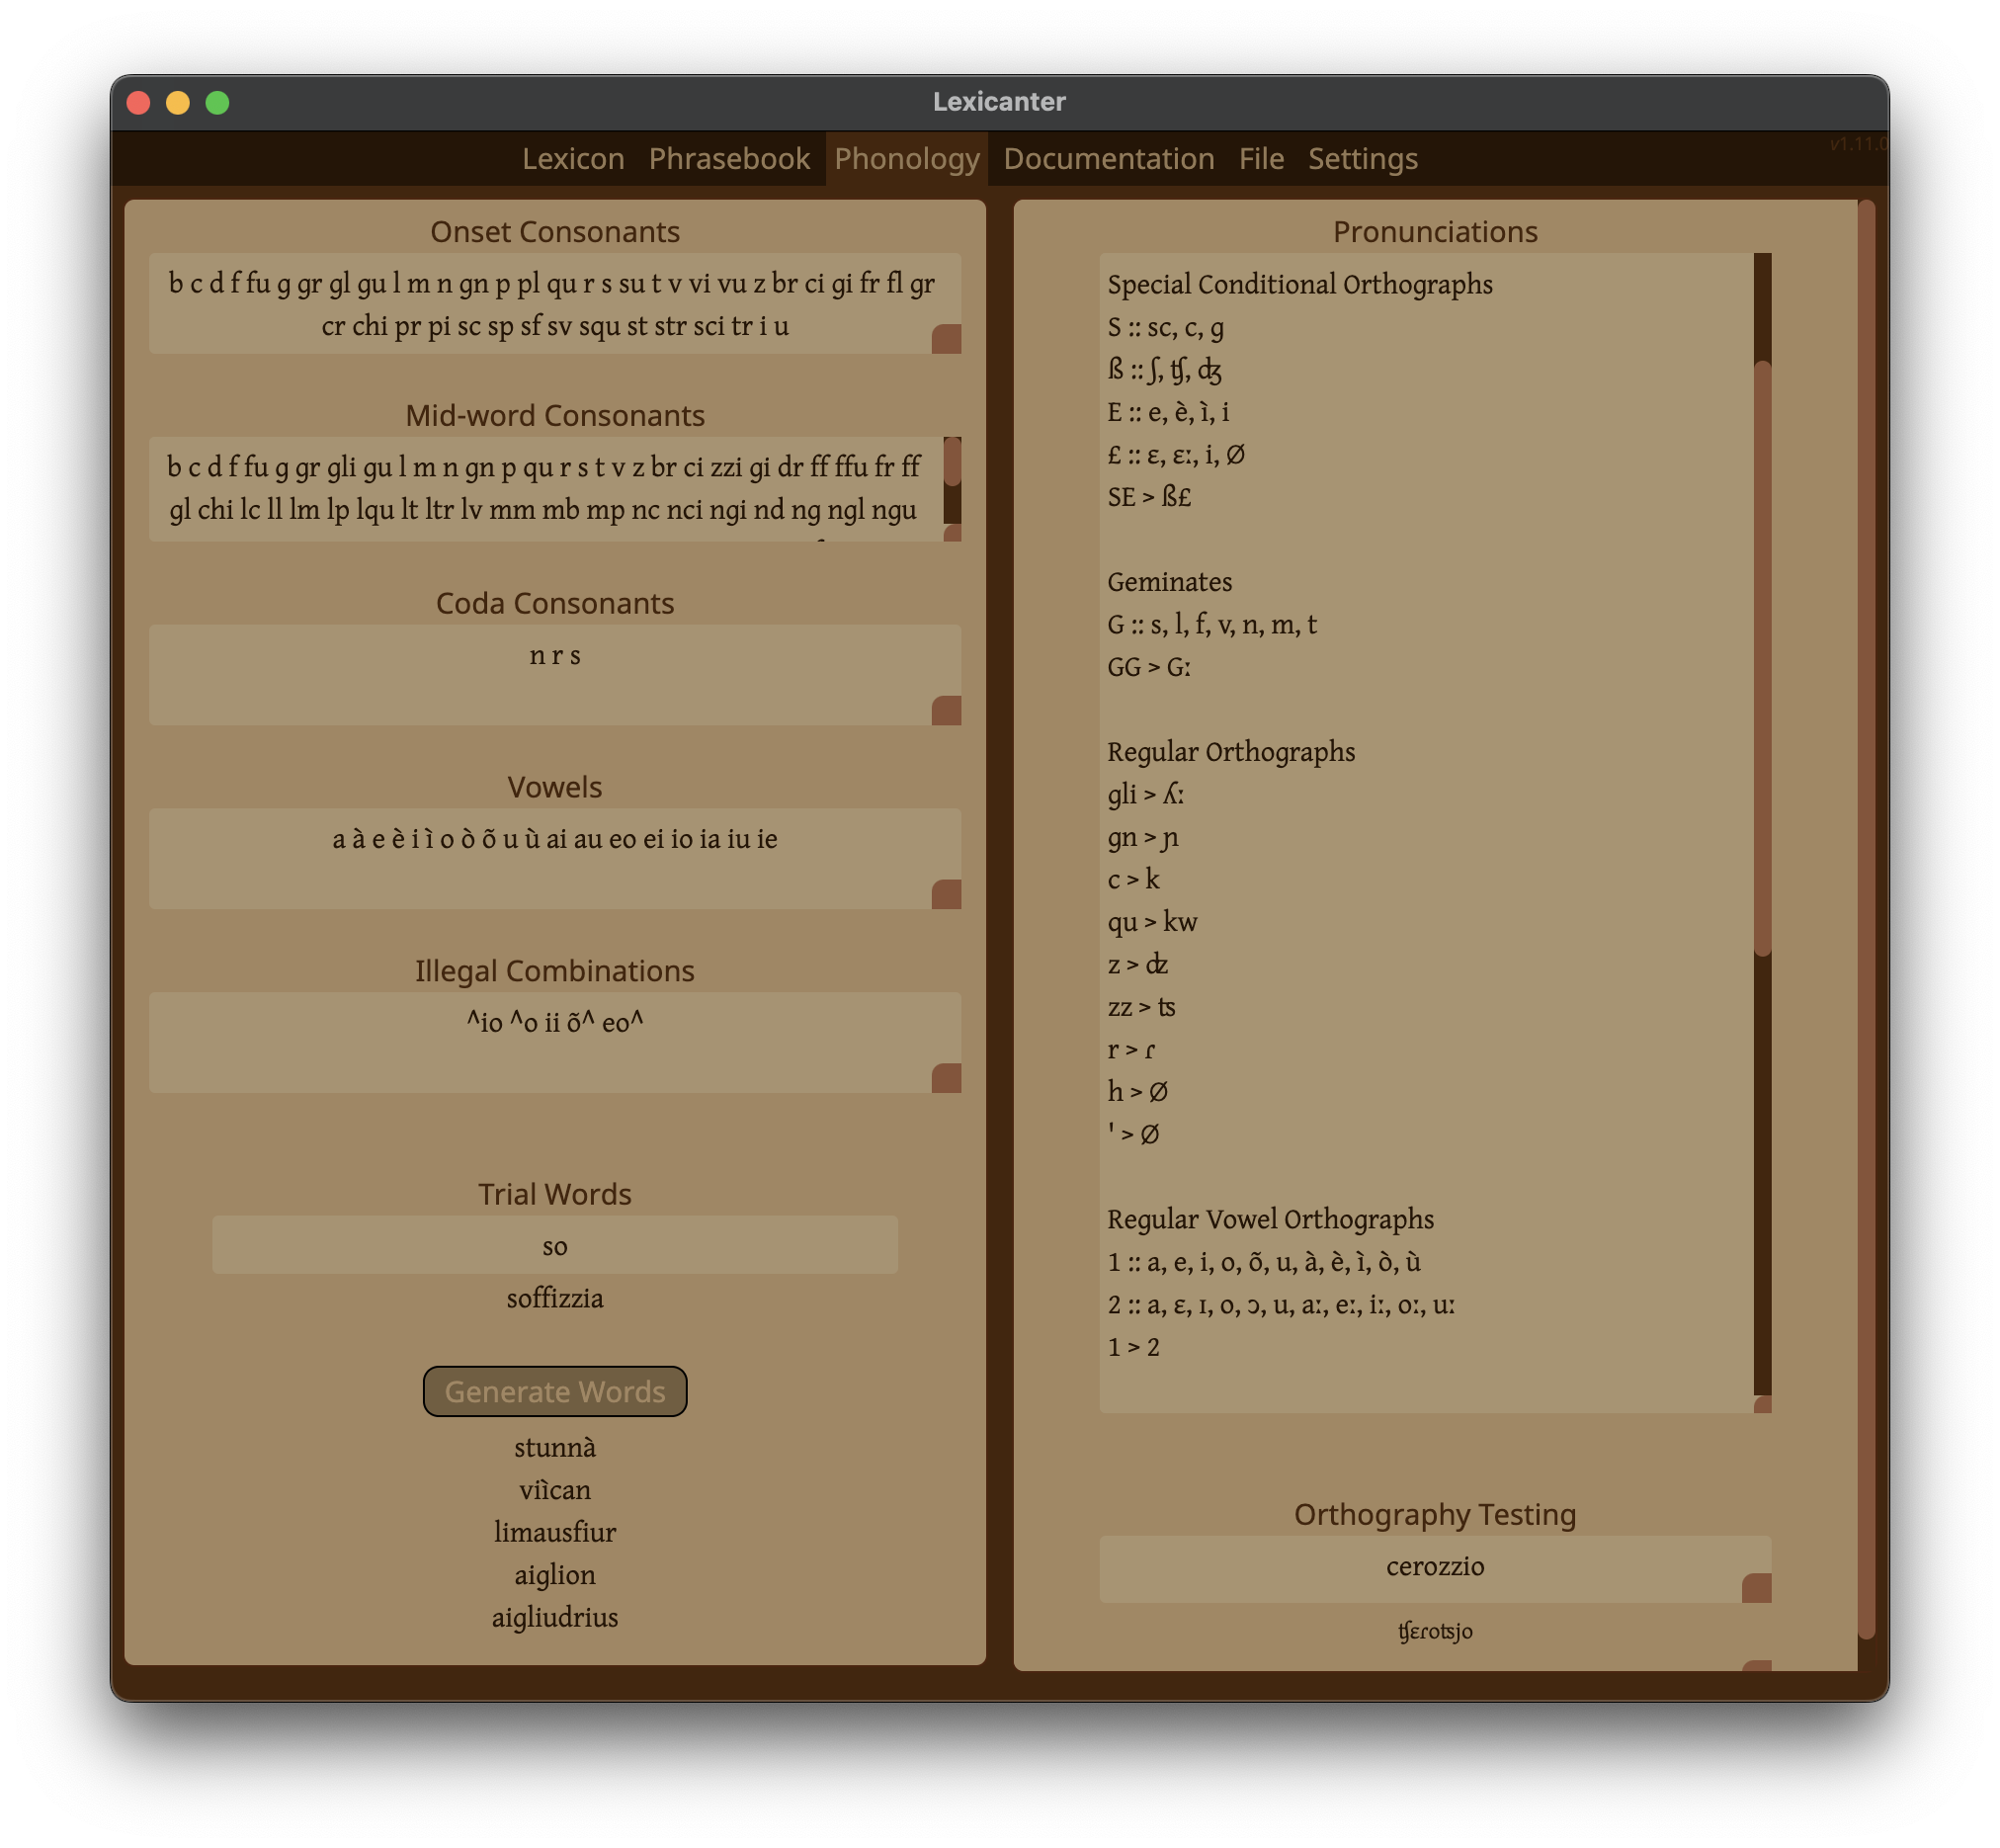 Lexicanter
Lexicon Phrasebook Phonology Documentation File Settings
v1.11.0
Onset Consonants
b c d f fu g gr gl gu l m n gn p pl qu r s su t v vi vu z br ci gi fr fl gr
cr chi pr pi sc sp sf sv squ st str sci tr i u
Mid-word Consonants
b c d f fu g gr gli gu l m n gn p qu r s t v z br ci zzi gi dr ff ffu fr ff
gl chi lc ll lm lp lqu lt ltr lv mm mb mp nc nci ngi nd ng ngl ngu
Coda Consonants
n r s
Vowels
a à e è i ì o ò õ u ù ai au eo ei io ia iu ie
Illegal Combinations
^io ^o ii õ^ eo^
Trial Words
so
soffizzia
Generate Words
stunnà
viìcan
limausfiur
aiglion
aigliudrius
Pronunciations
Special Conditional Orthographs
S :: sc, c, g
ß :: ʃ, ʧ, ʤ
E :: e, è, ì, i
£ :: ɛ, ɛː, i, ∅
SE > ß£
Geminates
G :: s, l, f, v, n, m, t
GG > Gː
Regular Orthographs
gli > ʎː
gn > ɲ
c > k
qu > kw
z > ʣ
zz > ʦ
r > ɾ
h > ∅
' > ∅
Regular Vowel Orthographs
1 :: a, e, i, o, õ, u, à, è, ì, ò, ù
2 :: a, ɛ, ɪ, o, ɔ, u, aː, eː, iː, oː, uː
1 > 2
Orthography Testing
cerozzio
ʧɛɾoʦjo